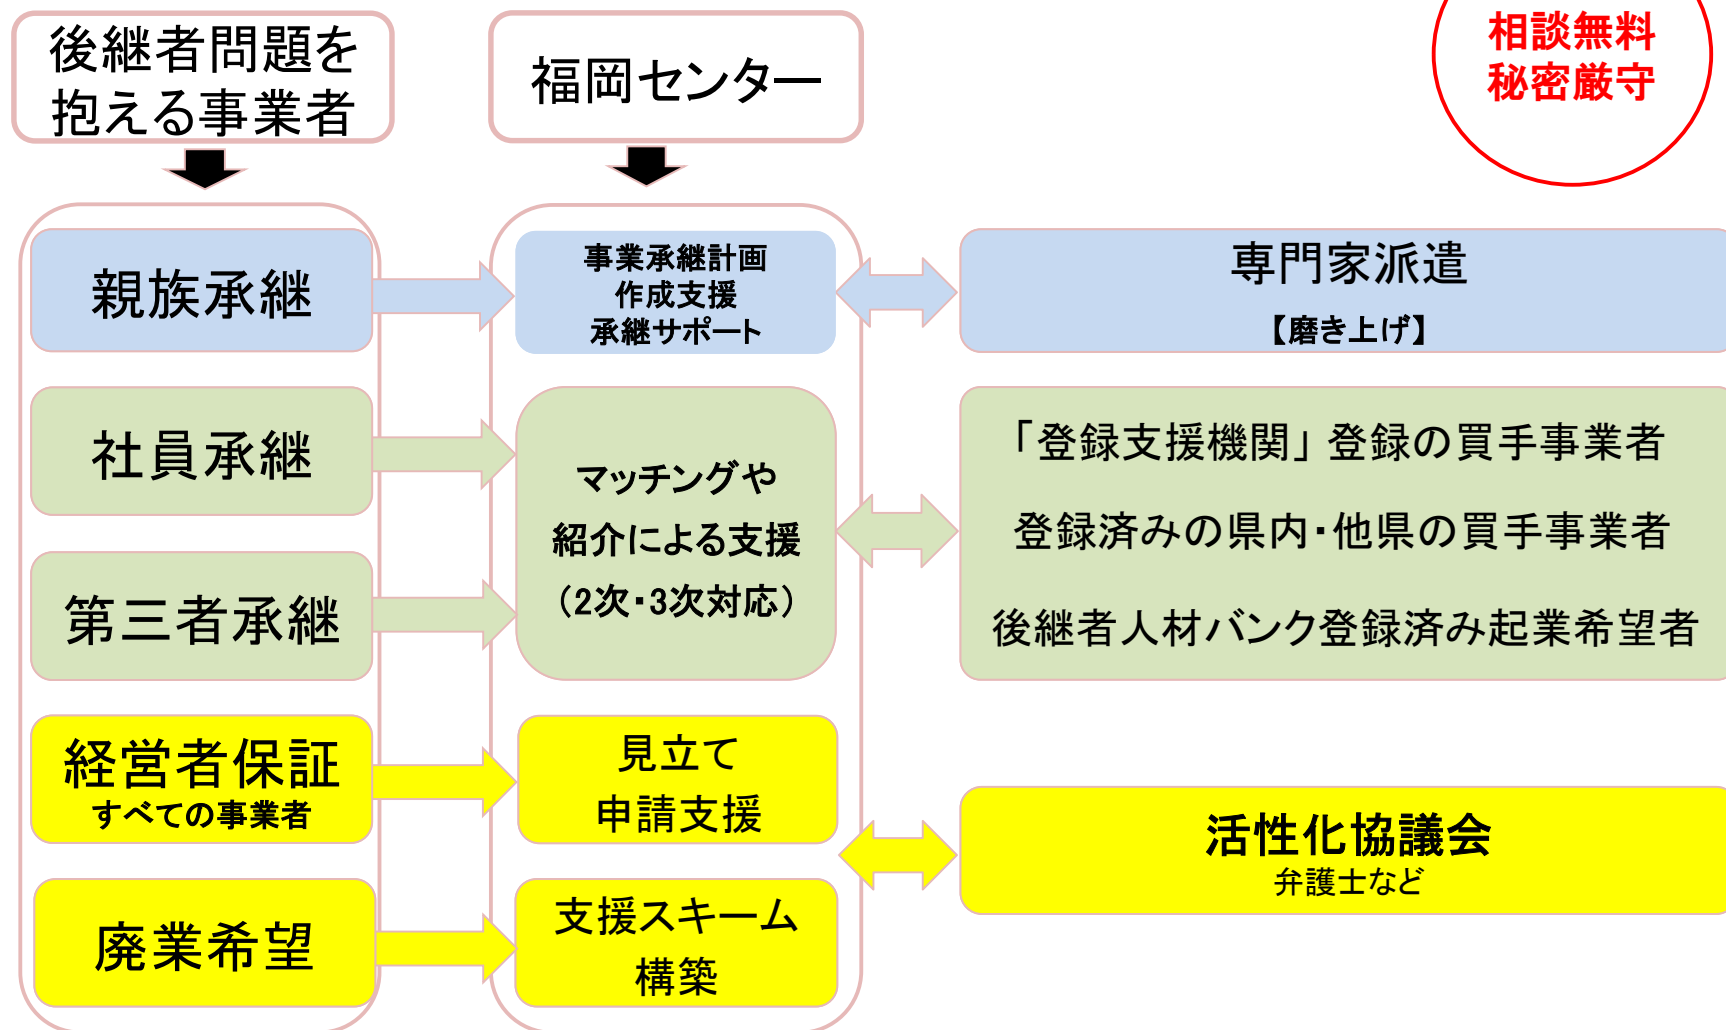 後継者問題を
抱える事業者
福岡センター
相談無料
秘密厳守
親族承継
事業承継計画
作成支援
承継サポート
専門家派遣
【磨き上げ】
社員承継
第三者承継
マッチングや
紹介による支援
（2次・3次対応）
「登録支援機関」登録の買手事業者
登録済みの県内・他県の買手事業者
後継者人材バンク登録済み起業希望者
経営者保証
すべての事業者
見立て
申請支援
廃業希望
支援スキーム
構築
活性化協議会
弁護士など